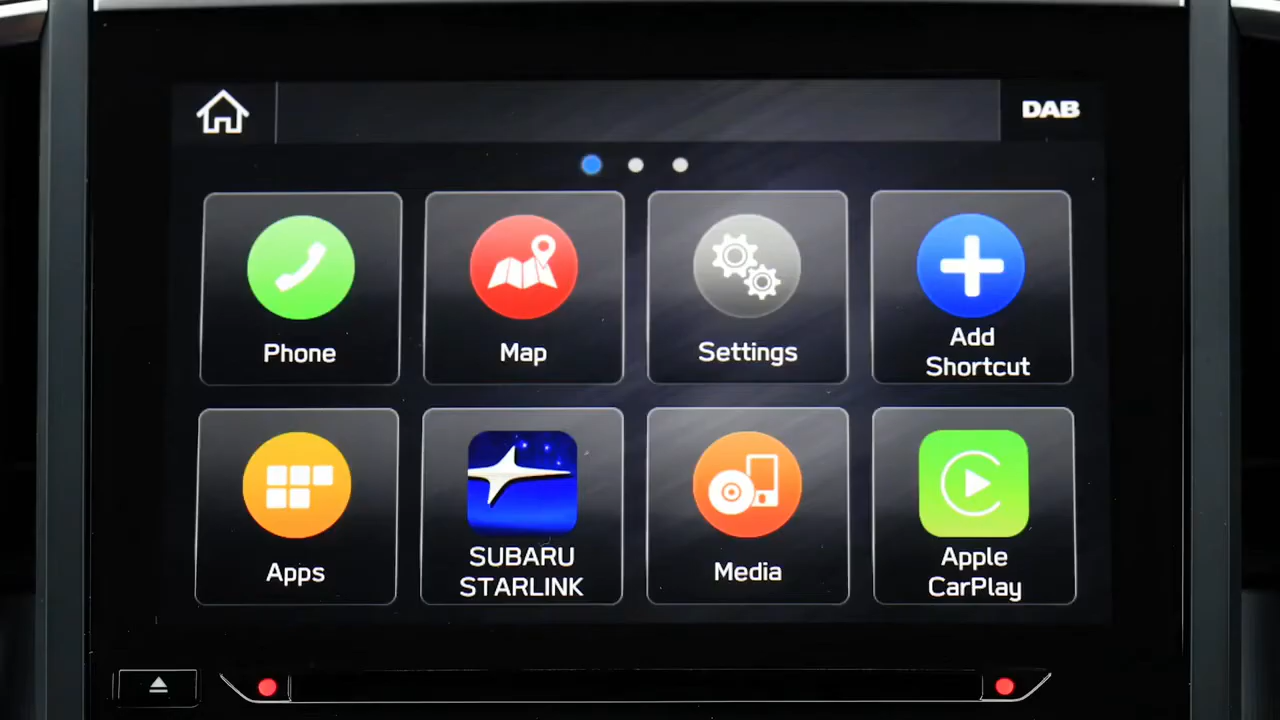 DAB
Phone
Map
Settings
Add
Shortcut
Apps
SUBARU
STARLINK
Media
Apple
CarPlay